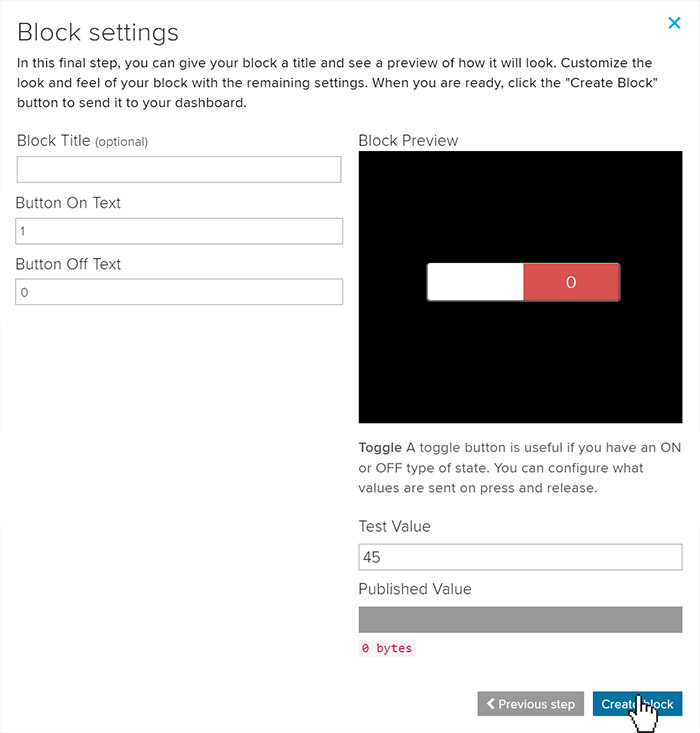 Block settings
In this final step, you can give your block a title and see a preview of how it will look. Customize the
look and feel of your block with the remaining settings. When you are ready, click the "Create Block"
button to send it to your dashboard.
Block Title (optional)
Button On Text
1
Button Off Text
0
Block Preview
0
Toggle A toggle button is useful if you have an ON
or OFF type of state. You can configure what
values are sent on press and release.
Test Value
45
Published Value
0 bytes
Previous step
Create block